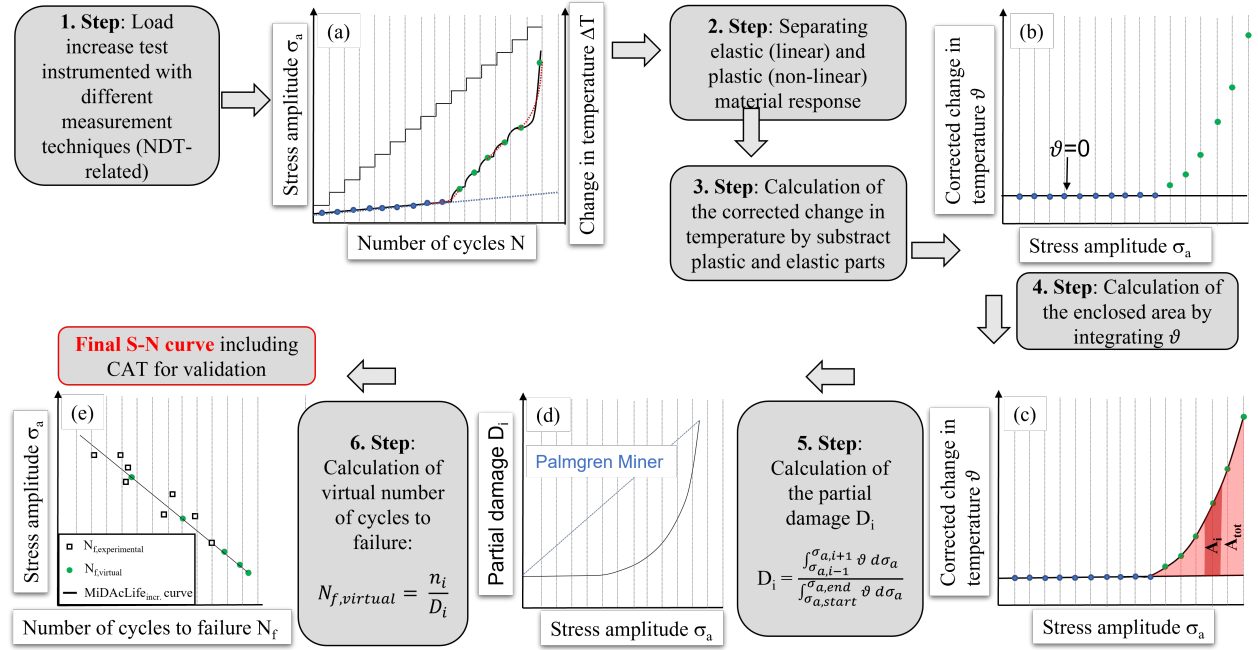 1. Step: Load
increase test
instrumented with
different
measurement
techniques (NDT-
related)
(a)
Stress amplitude σa
Number of cycles N
Change in temperature ΔT
2. Step: Separating
elastic (linear) and
plastic (non-linear)
material response
3. Step: Calculation of
the corrected change in
temperature by substract
plastic and elastic parts
(b)
Corrected change in
temperature ϑ
ϑ=0
Stress amplitude σa
4. Step: Calculation of
the enclosed area by
integrating ϑ
(c)
Corrected change in
temperature ϑ
Ai
Atot
Stress amplitude σa
5. Step:
Calculation of
the partial
damage Di
Di = ∫σa,i−1^σa,i+1 ϑ dσa / ∫σa,start^σa,end ϑ dσa
(d)
Partial damage Di
Palmgren Miner
Stress amplitude σa
6. Step:
Calculation of
virtual number
of cycles to
failure:
Nf,virtual = ni / Di
Final S-N curve including
CAT for validation
(e)
Stress amplitude σa
Nf,experimental
Nf,virtual
MiDAcLifeincr. curve
Number of cycles to failure Nf